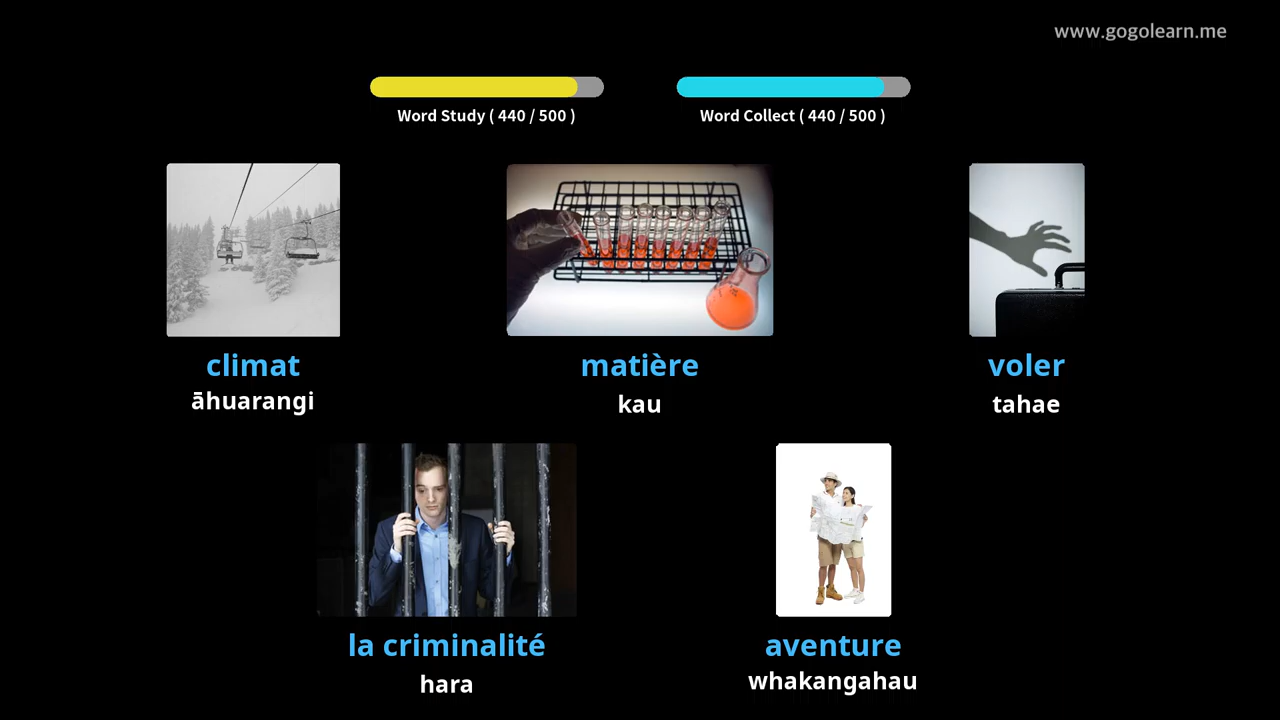 www.gogolearn.me
Word Study ( 440 / 500 )
Word Collect ( 440 / 500 )
climat
āhuarangi
matière
kau
voler
tahae
la criminalité
hara
aventure
whakangahau